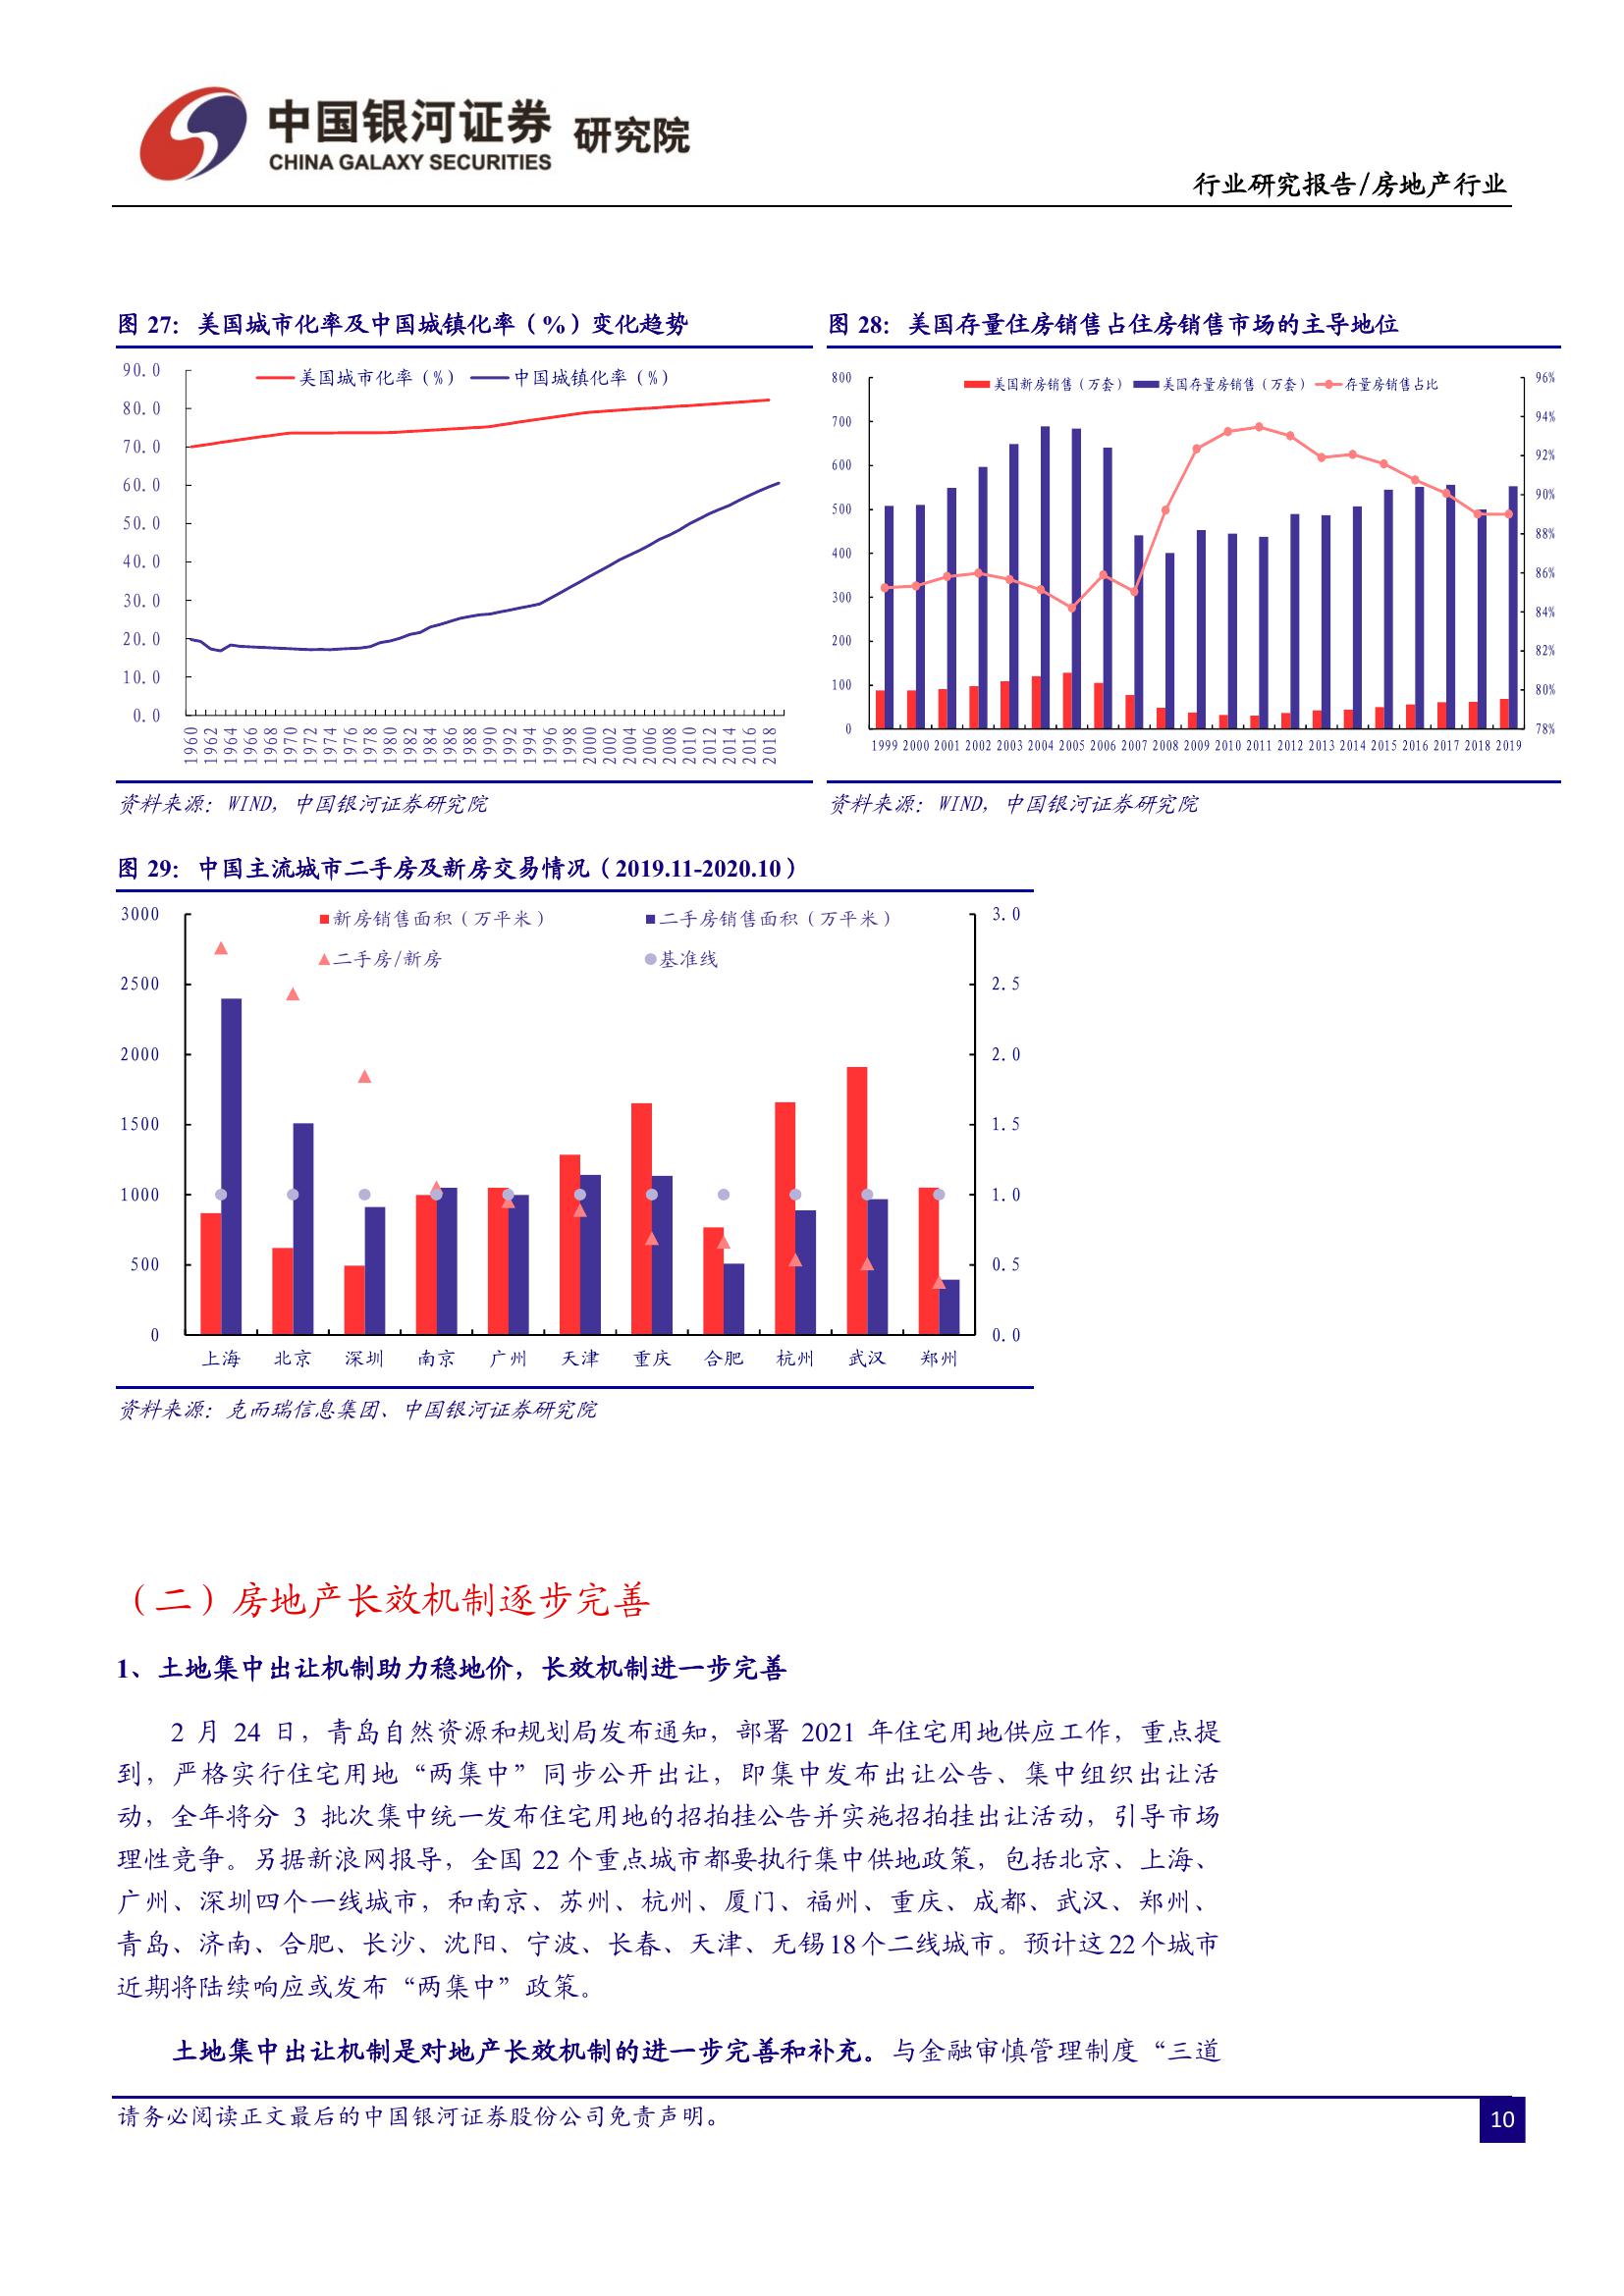 中国银河证券 研究院
CHINA GALAXY SECURITIES
行业研究报告/房地产行业
图 27: 美国城市化率及中国城镇化率（%）变化趋势
90.0
80.0
70.0
60.0
50.0
40.0
30.0
20.0
10.0
0.0
美国城市化率（%） 中国城镇化率（%）
1960 1962 1964 1966 1968 1970 1972 1974 1976 1978 1980 1982 1984 1986 1988 1990 1992 1994 1996 1998 2000 2002 2004 2006 2008 2010 2012 2014 2016 2018
资料来源：WIND，中国银河证券研究院
图 28: 美国存量住房销售占住房销售市场的主导地位
美国新房销售（万套） 美国存量房销售（万套） 存量房销售占比
800
700
600
500
400
300
200
100
0
96%
94%
92%
90%
88%
86%
84%
82%
80%
78%
1999 2000 2001 2002 2003 2004 2005 2006 2007 2008 2009 2010 2011 2012 2013 2014 2015 2016 2017 2018 2019
资料来源：WIND，中国银河证券研究院
图 29: 中国主流城市二手房及新房交易情况（2019.11-2020.10）
新房销售面积（万平米） 二手房销售面积（万平米）
二手房/新房 基准线
3000
2500
2000
1500
1000
500
0
3.0
2.5
2.0
1.5
1.0
0.5
0.0
上海 北京 深圳 南京 广州 天津 重庆 合肥 杭州 武汉 郑州
资料来源：克而瑞信息集团、中国银河证券研究院
（二）房地产长效机制逐步完善
1、土地集中出让机制助力稳地价，长效机制进一步完善
2 月 24 日，青岛自然资源和规划局发布通知，部署 2021 年住宅用地供应工作，重点提
到，严格实行住宅用地“两集中”同步公开出让，即集中发布出让公告、集中组织出让活
动，全年将分 3 批次集中统一发布住宅用地的招拍挂公告并实施招拍挂出让活动，引导市场
理性竞争。另据新浪网报导，全国 22 个重点城市都要执行集中供地政策，包括北京、上海、
广州、深圳四个一线城市，和南京、苏州、杭州、厦门、福州、重庆、成都、武汉、郑州、
青岛、济南、合肥、长沙、沈阳、宁波、长春、天津、无锡18个二线城市。预计这22个城市
近期将陆续响应或发布“两集中”政策。
土地集中出让机制是对地产长效机制的进一步完善和补充。与金融审慎管理制度“三道
请务必阅读正文最后的中国银河证券股份公司免责声明。
10